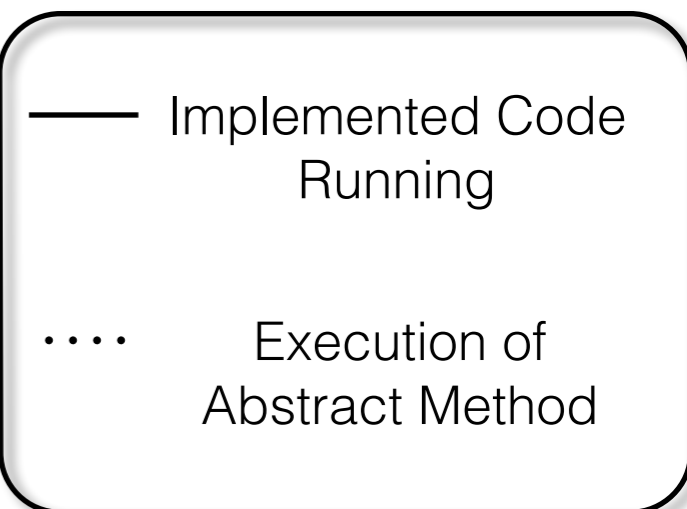 Implemented Code
Running
Execution of
Abstract Method